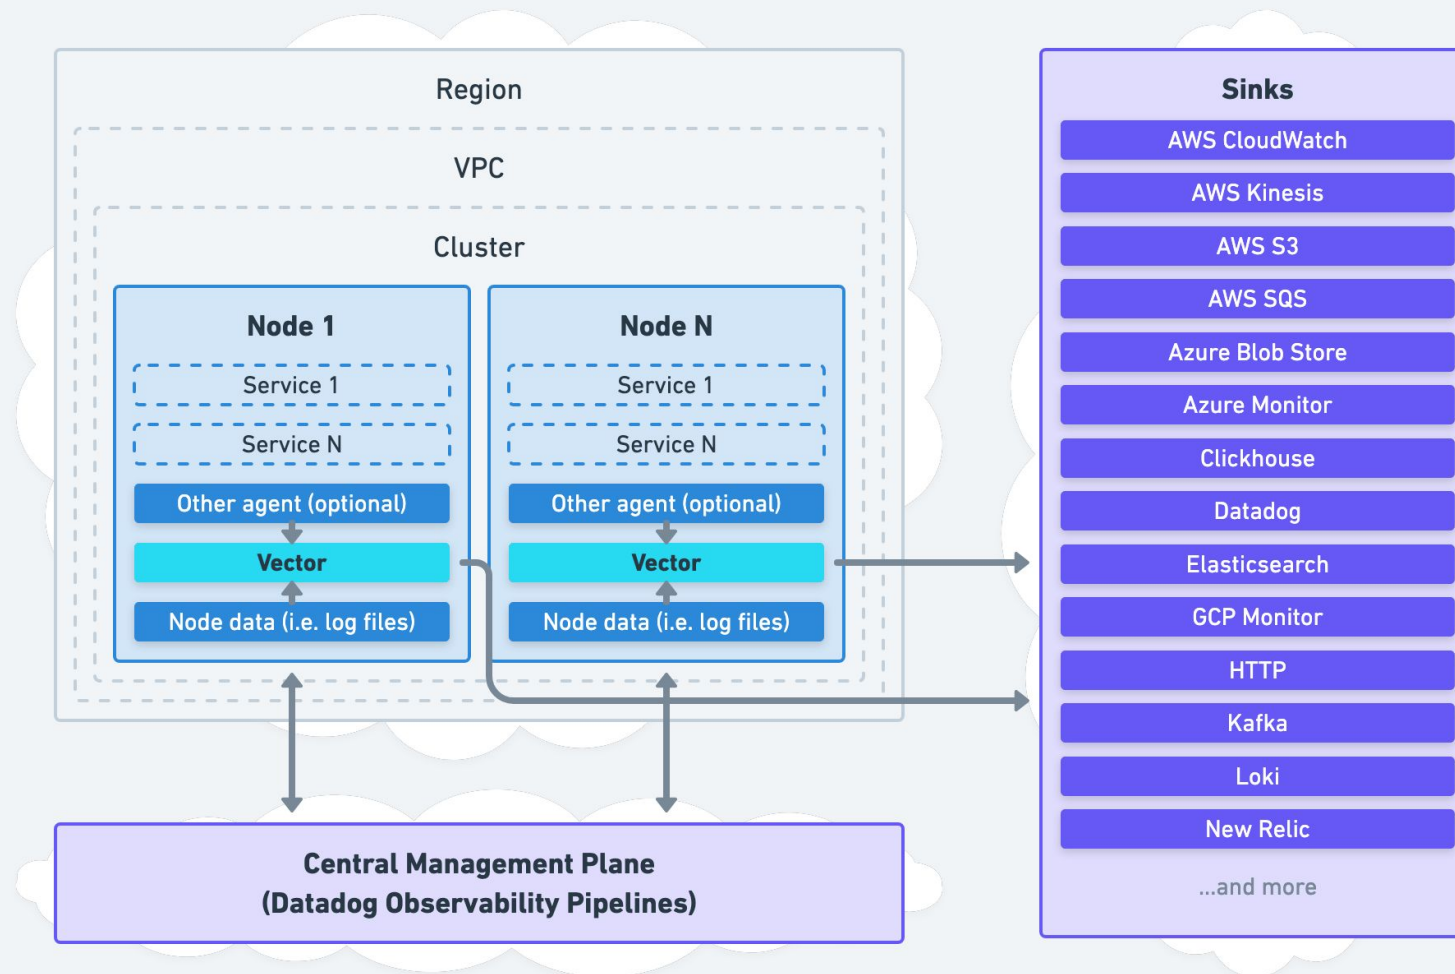 Region
VPC
Cluster
Node 1
Service 1
Service N
Other agent (optional)
Vector
Node data (i.e. log files)
Node N
Service 1
Service N
Other agent (optional)
Vector
Node data (i.e. log files)
Central Management Plane
(Datadog Observability Pipelines)
Sinks
AWS CloudWatch
AWS Kinesis
AWS S3
AWS SQS
Azure Blob Store
Azure Monitor
Clickhouse
Datadog
Elasticsearch
GCP Monitor
HTTP
Kafka
Loki
New Relic
...and more